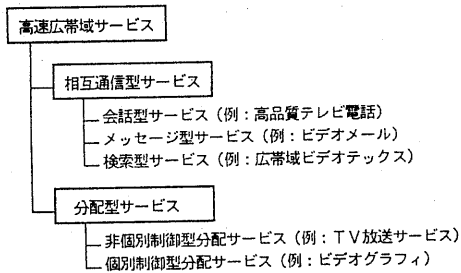 高速広帯域サービス
相互通信型サービス
会話型サービス（例：高品質テレビ電話）
メッセージ型サービス（例：ビデオメール）
検索型サービス（例：広帯域ビデオテックス）
分配型サービス
非個別制御型分配サービス（例：ＴＶ放送サービス）
個別制御型分配サービス（例：ビデオグラフィ）